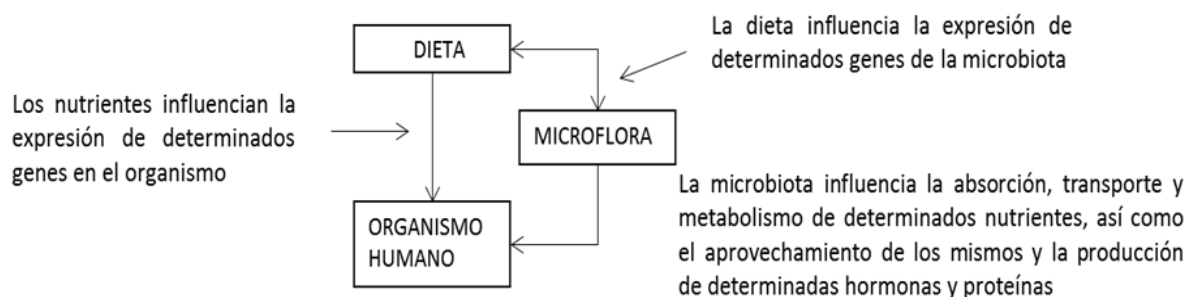 DIETA
La dieta influencia la expresión de
determinados genes de la microbiota
Los nutrientes influencian la
expresión de determinados
genes en el organismo
MICROFLORA
La microbiota influencia la absorción, transporte y
metabolismo de determinados nutrientes, así como
el aprovechamiento de los mismos y la producción
de determinadas hormonas y proteínas
ORGANISMO
HUMANO